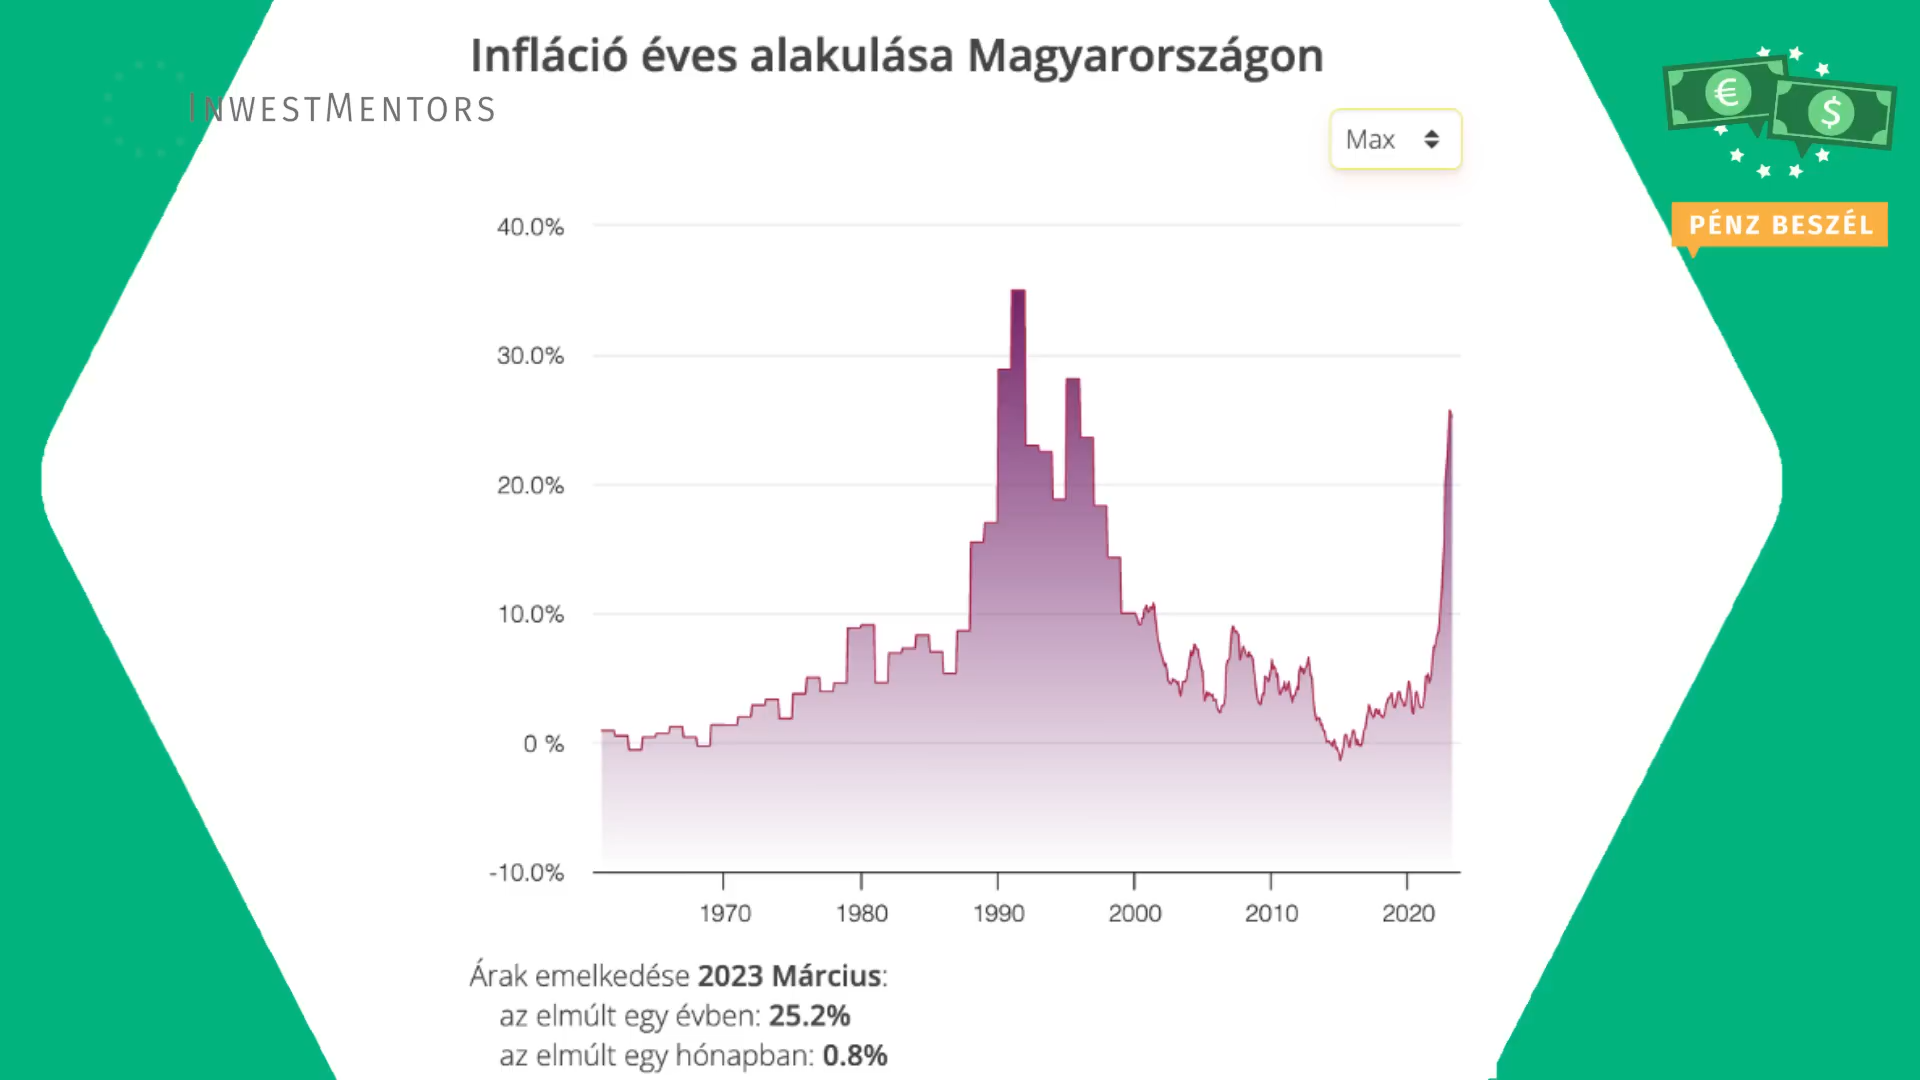 Infláció éves alakulása Magyarországon
INWESTMENTORS
Max
€
$
PÉNZ BESZÉL
40.0%
30.0%
20.0%
10.0%
0 %
-10.0%
1970 1980 1990 2000 2010 2020
Árak emelkedése 2023 Március:
az elmúlt egy évben: 25.2%
az elmúlt egy hónapban: 0.8%